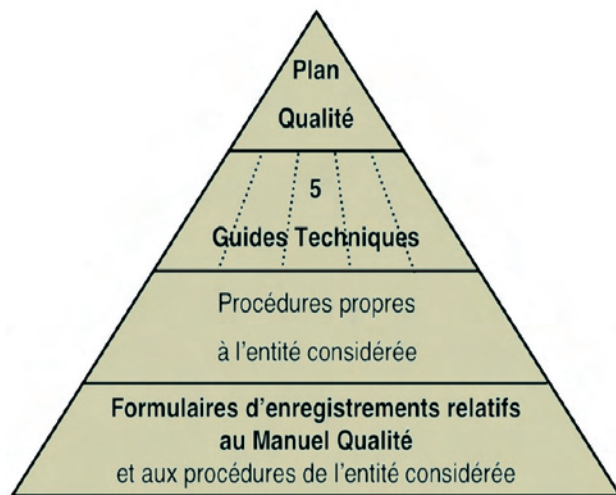 Plan
Qualité
5
Guides Techniques
Procédures propres
à l'entité considérée
Formulaires d'enregistrements relatifs
au Manuel Qualité
et aux procédures de l'entité considérée